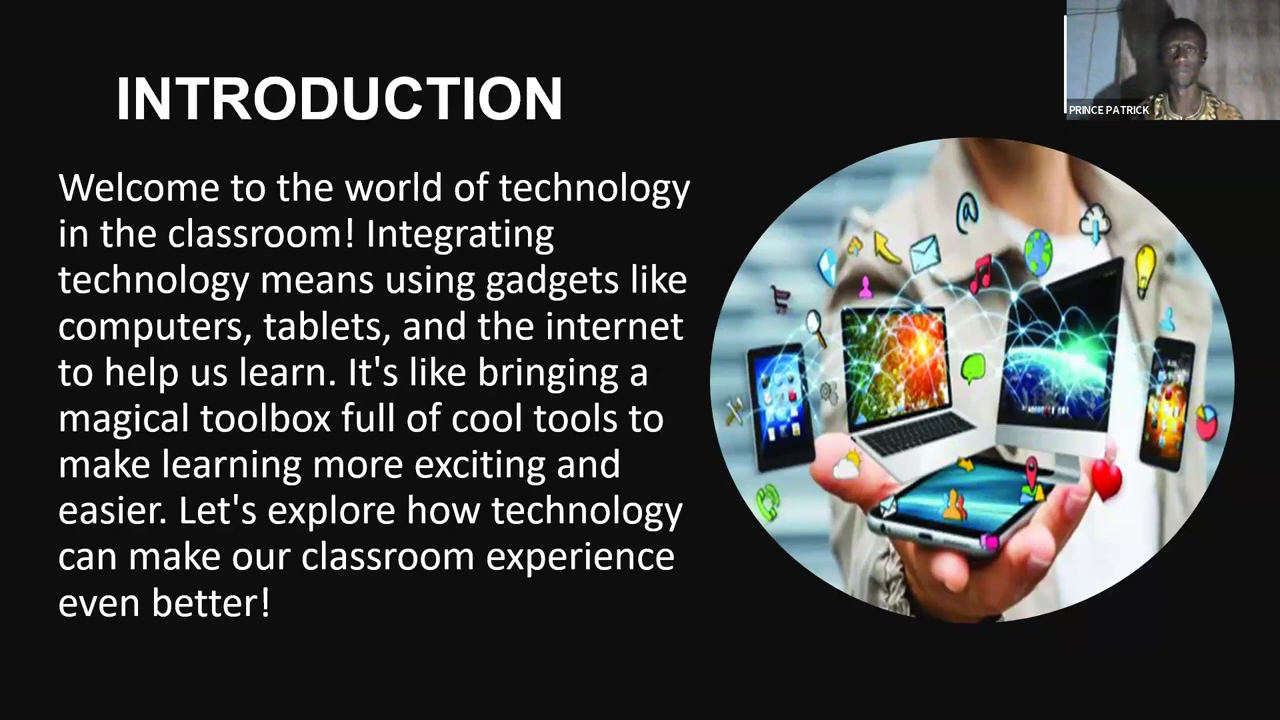 PRINCE PATRICK
INTRODUCTION
Welcome to the world of technology
in the classroom! Integrating
technology means using gadgets like
computers, tablets, and the internet
to help us learn. It's like bringing a
magical toolbox full of cool tools to
make learning more exciting and
easier. Let's explore how technology
can make our classroom experience
even better!